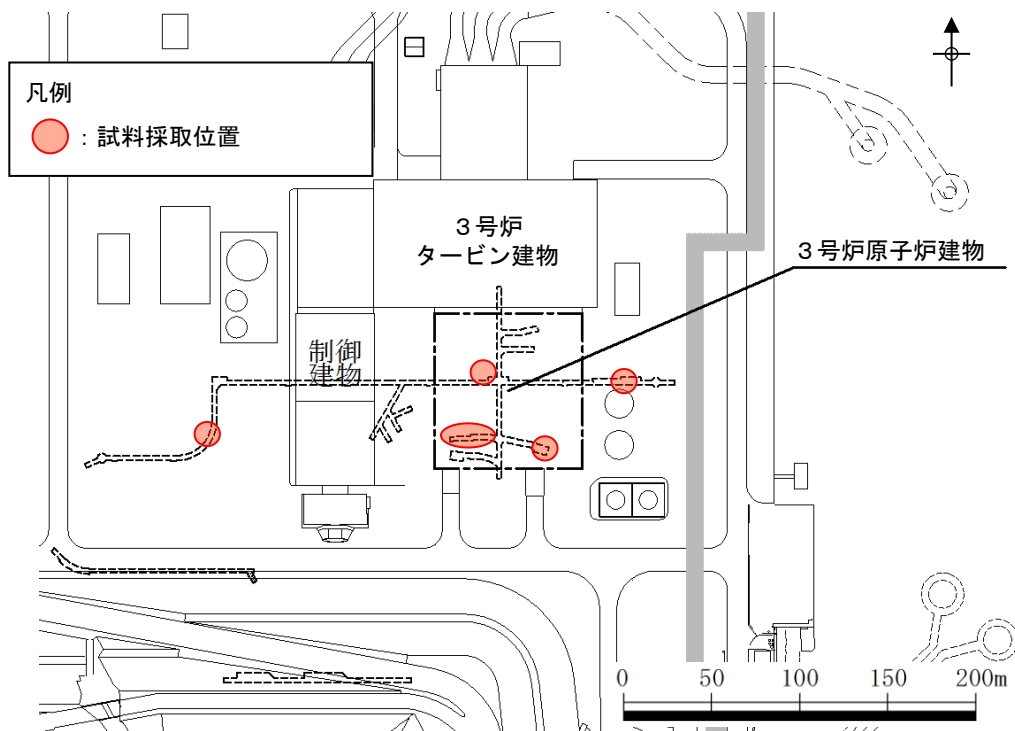 凡例
：試料採取位置
３号炉
タービン建物
３号炉原子炉建物
制御
建物
0 50 100 150 200m